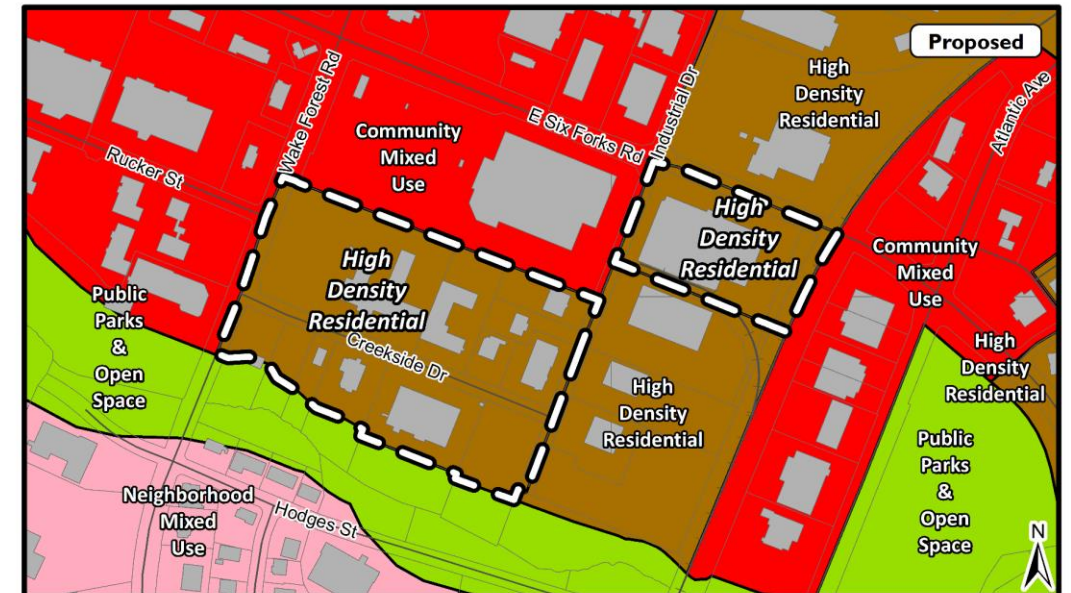 Proposed
High
Density
Residential
Wake Forest Rd
Industrial Dr
Atlantic Ave
E Six Forks Rd
Community
Mixed
Use
Rucker St
High
Density
Residential
High
Density
Residential
Community
Mixed
Use
Public
Parks
&
Open
Space
Creekside Dr
High
Density
Residential
High
Density
Residential
Public
Parks
&
Open
Space
Neighborhood
Mixed
Use
Hodges St
N